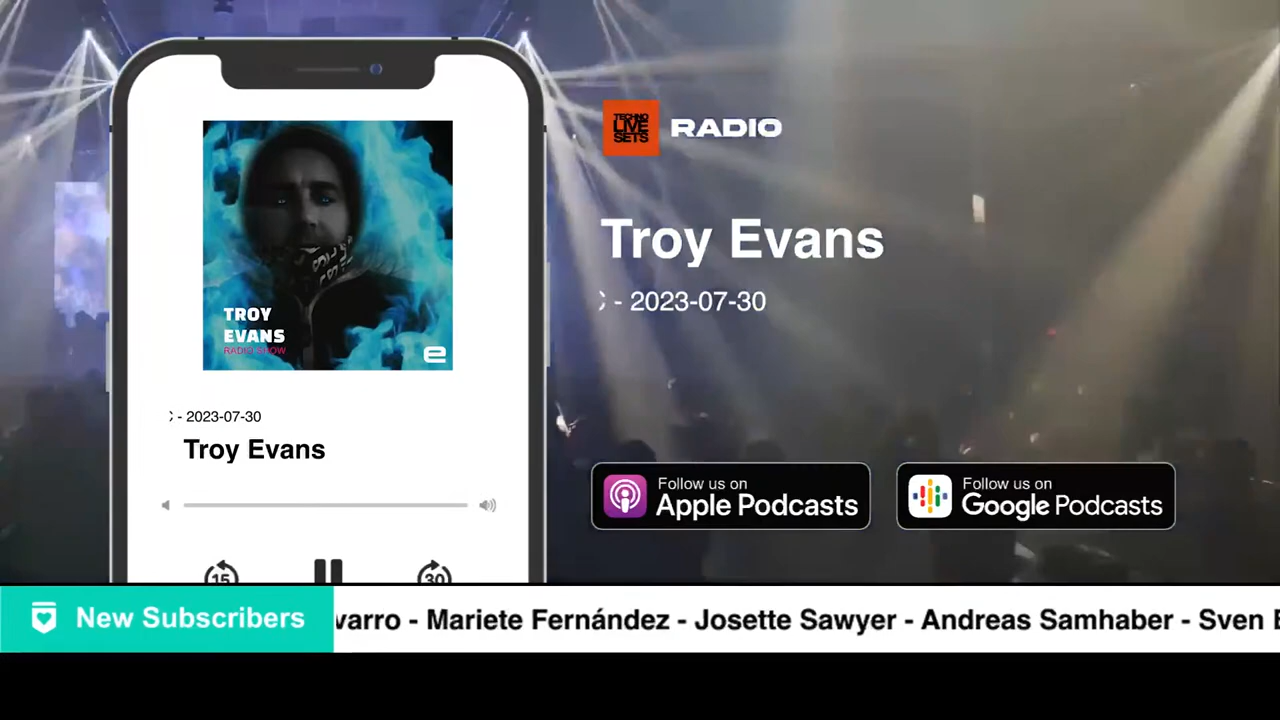 TECHNO
LIVE
SETS
RADIO
Troy Evans
- 2023-07-30
TROY
EVANS
RADIO SHOW
e
- 2023-07-30
Troy Evans
15
30
Follow us on
Apple Podcasts
Follow us on
Google Podcasts
New Subscribers
varro - Mariete Fernández - Josette Sawyer - Andreas Samhaber - Sven